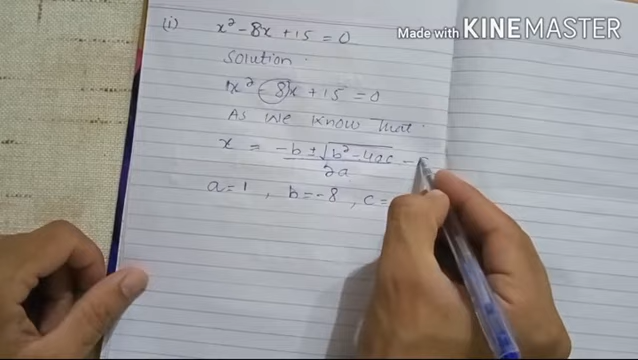 Made with KINEMASTER
(i) x² - 8x + 15 = 0
Solution.
1x² - 8x + 15 = 0
As we know that.
x = -b ± √b² - 4ac / 2a -
a = 1 , b = -8 , c =